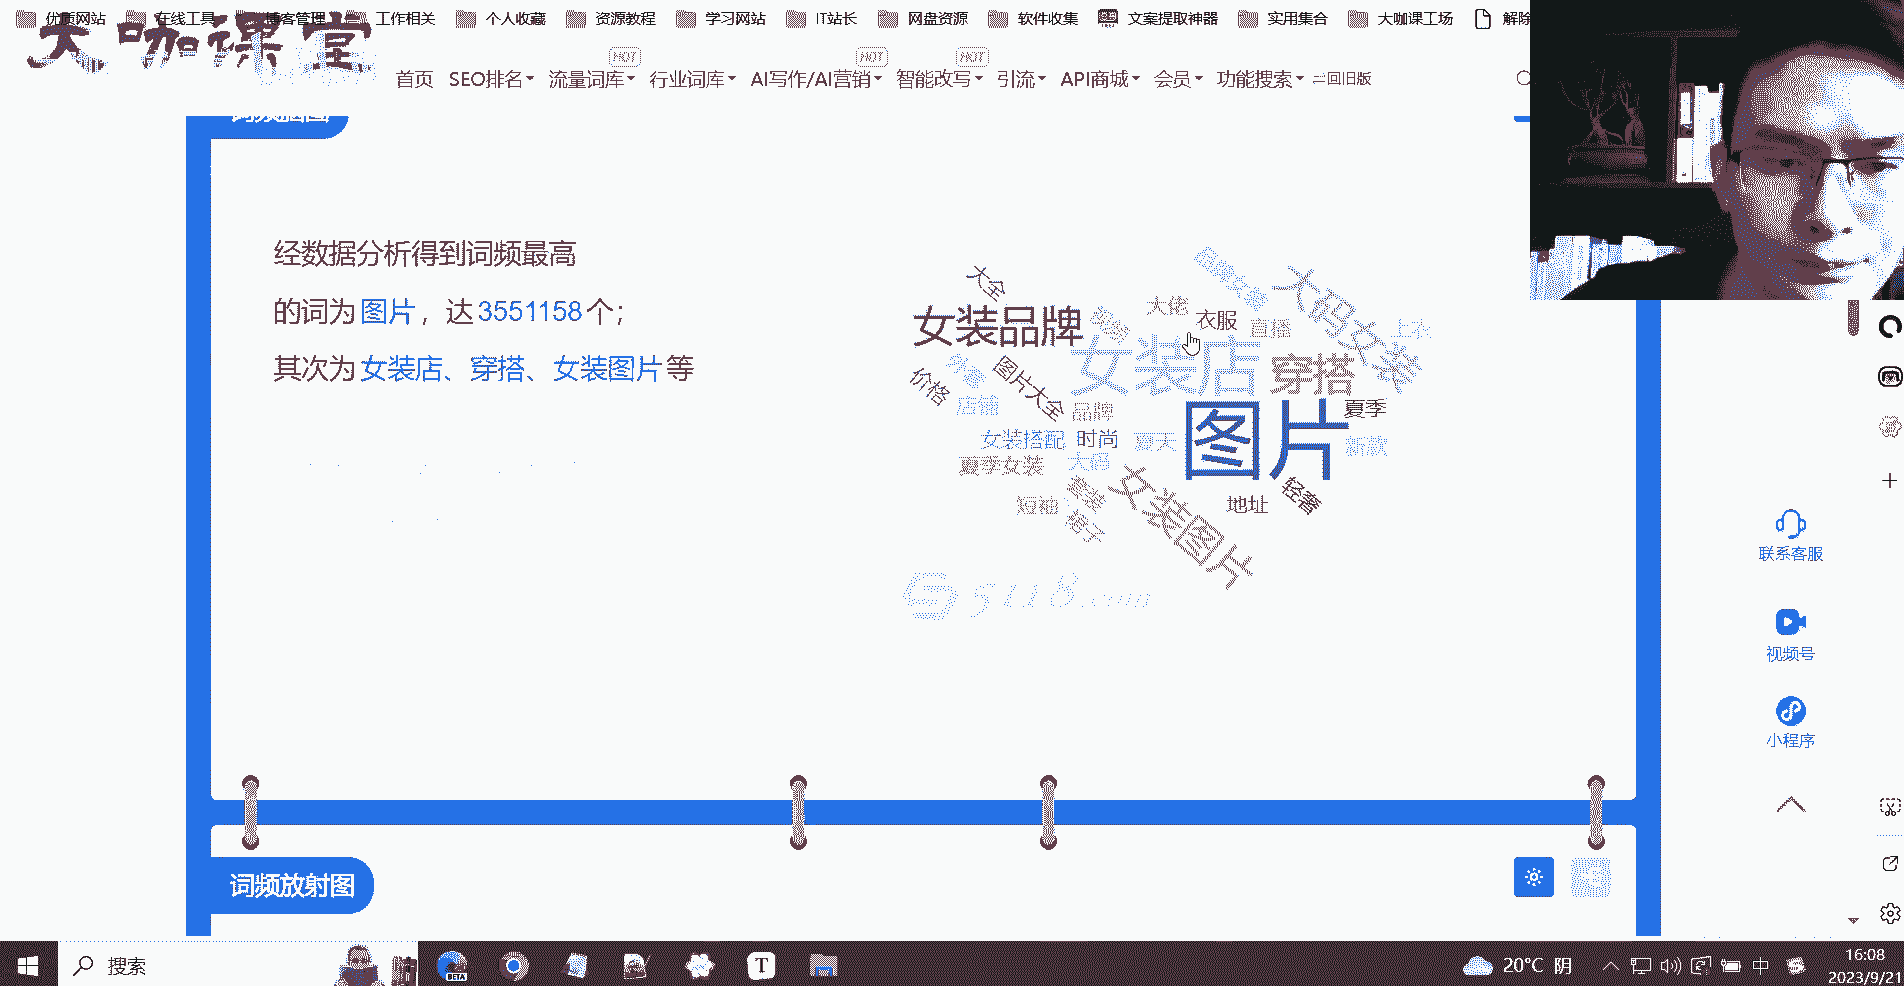 优质网站 在线工具 博客管理 工作相关 个人收藏 资源教程 学习网站 IT站长 网盘资源 软件收集 文案提取神器 实用集合 大咖课工场 解除
大咖课堂
HOT HOT HOT
首页 SEO排名 流量词库 行业词库 AI写作/AI营销 智能改写 引流 API商城 会员 功能搜索 回旧版
经数据分析得到词频最高
的词为图片，达3551158个；
其次为女装店、穿搭、女装图片等
大全
大码女装
大佬
女装品牌
衣服
直播
上衣
女装店
穿搭
价格
图片大全
店铺
品牌
夏季
图片
女装搭配
时尚
夏天
新款
夏季女装
大码
套装
女装图片
轻奢
短袖
地址
裙子
5118.com
联系客服
视频号
小程序
词频放射图
搜索
BETA
T
20°C 阴
中
16:08
2023/9/21